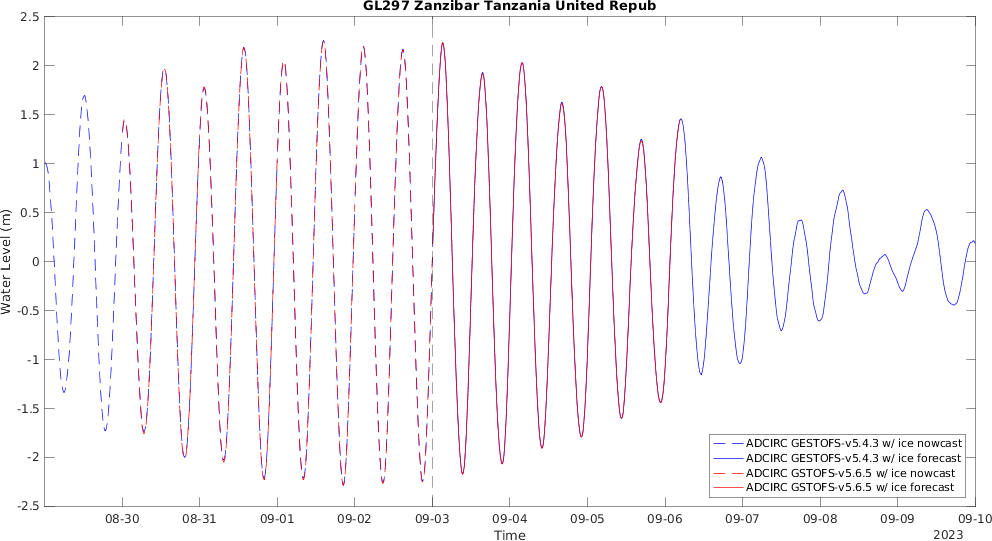 GL297 Zanzibar Tanzania United Repub
Water Level (m)
2.5
2
1.5
1
0.5
0
-0.5
-1
-1.5
-2
-2.5
08-30 08-31 09-01 09-02 09-03 09-04 09-05 09-06 09-07 09-08 09-09 09-10
Time
2023
ADCIRC GESTOFS-v5.4.3 w/ ice nowcast
ADCIRC GESTOFS-v5.4.3 w/ ice forecast
ADCIRC GSTOFS-v5.6.5 w/ ice nowcast
ADCIRC GSTOFS-v5.6.5 w/ ice forecast